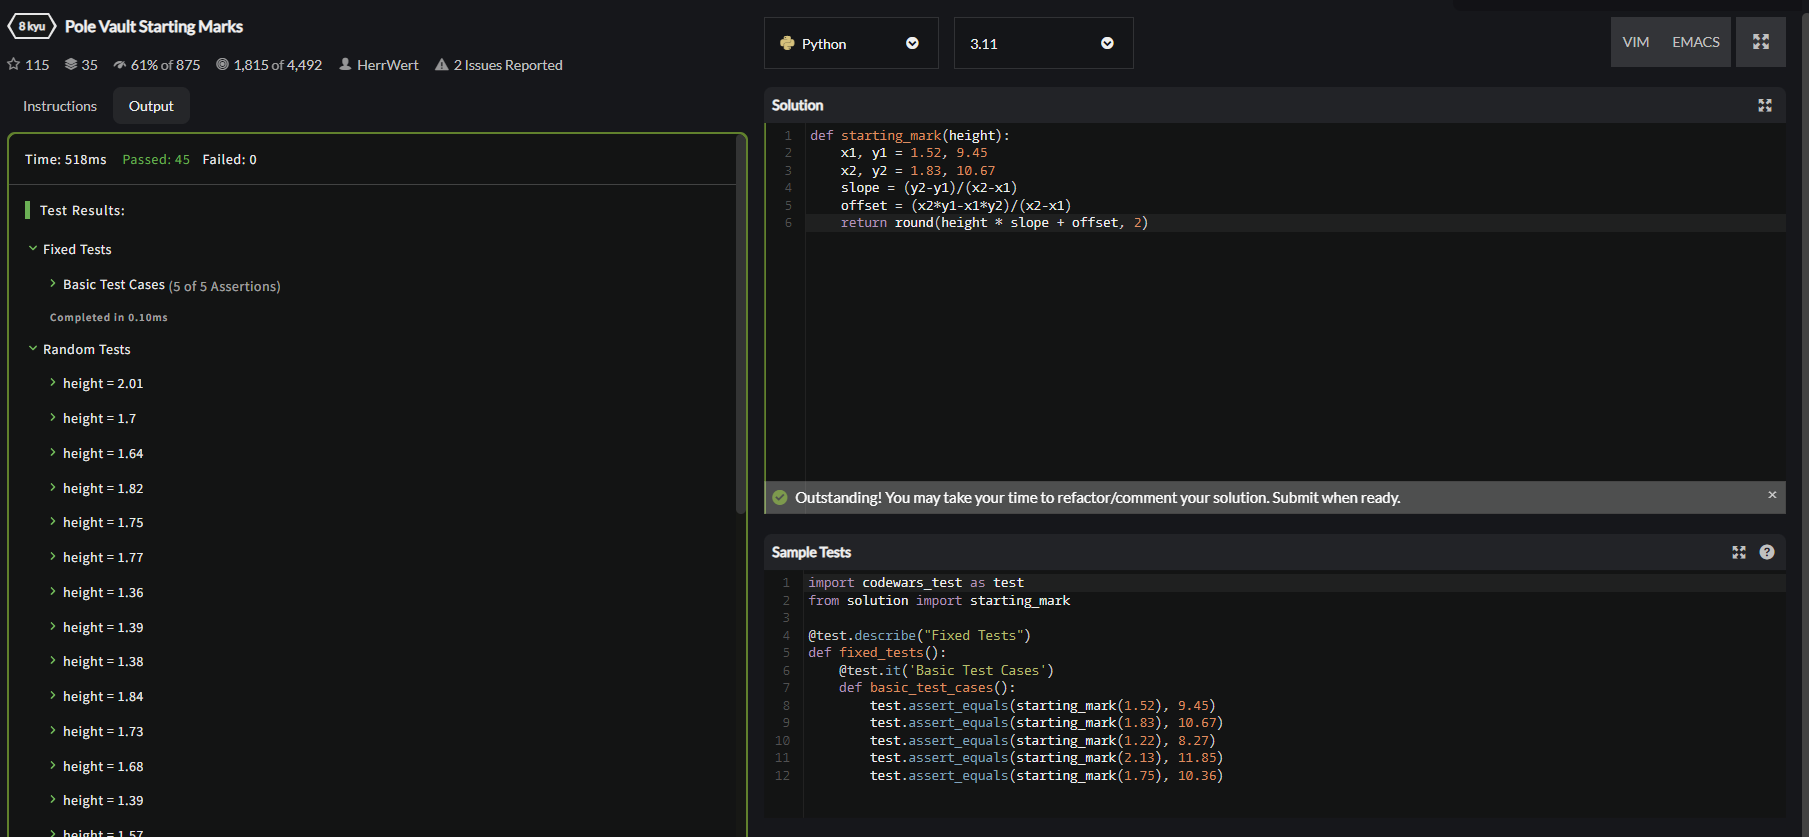 8 kyu Pole Vault Starting Marks
115 35 61% of 875 1,815 of 4,492 HerrWert 2 Issues Reported
Instructions Output
Time: 518ms Passed: 45 Failed: 0
Test Results:
Fixed Tests
Basic Test Cases (5 of 5 Assertions)
Completed in 0.10ms
Random Tests
height = 2.01
height = 1.7
height = 1.64
height = 1.82
height = 1.75
height = 1.77
height = 1.36
height = 1.39
height = 1.38
height = 1.84
height = 1.73
height = 1.68
height = 1.39
height = 1.57
Python 3.11 VIM EMACS
Solution
1 def starting_mark(height):
2     x1, y1 = 1.52, 9.45
3     x2, y2 = 1.83, 10.67
4     slope = (y2-y1)/(x2-x1)
5     offset = (x2*y1-x1*y2)/(x2-x1)
6     return round(height * slope + offset, 2)
Outstanding! You may take your time to refactor/comment your solution. Submit when ready. ×
Sample Tests ?
1 import codewars_test as test
2 from solution import starting_mark
3
4 @test.describe("Fixed Tests")
5 def fixed_tests():
6     @test.it('Basic Test Cases')
7     def basic_test_cases():
8         test.assert_equals(starting_mark(1.52), 9.45)
9         test.assert_equals(starting_mark(1.83), 10.67)
10         test.assert_equals(starting_mark(1.22), 8.27)
11         test.assert_equals(starting_mark(2.13), 11.85)
12         test.assert_equals(starting_mark(1.75), 10.36)